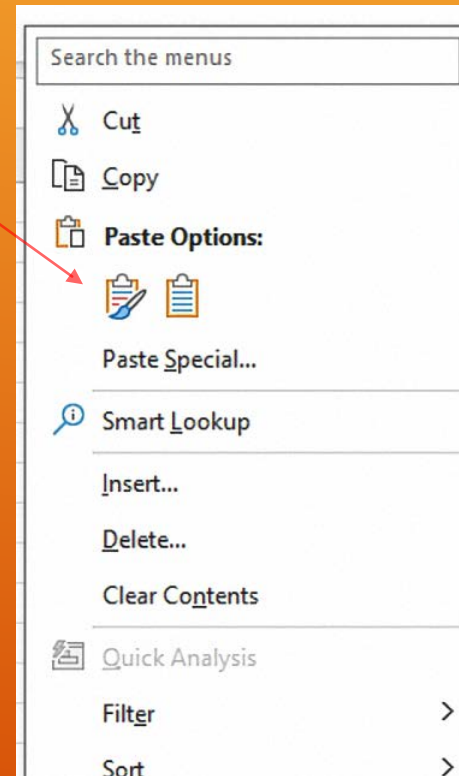 Search the menus
Cut
Copy
Paste Options:
Paste Special...
Smart Lookup
Insert...
Delete...
Clear Contents
Quick Analysis
Filter
Sort